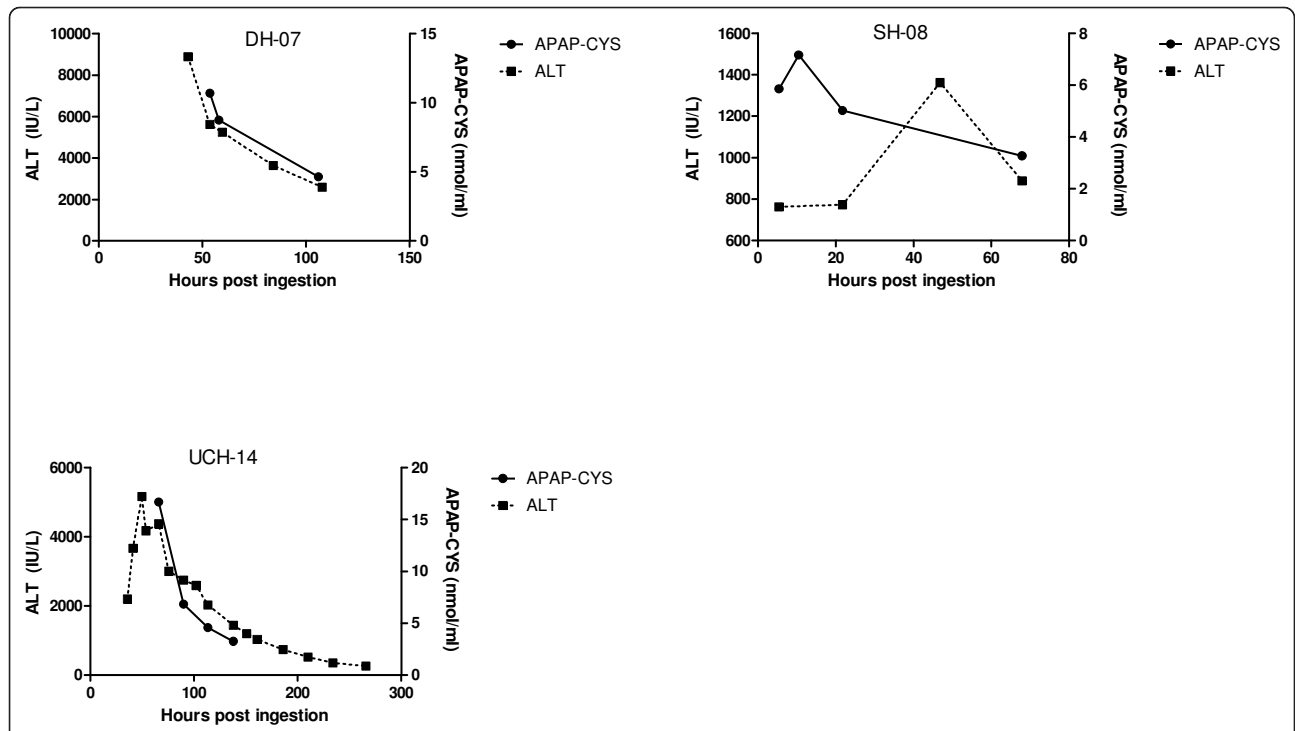 DH-07
10000
8000
6000
4000
2000
0
ALT (IU/L)
15
10
5
0
APAP-CYS (nmol/ml)
0 50 100 150
Hours post ingestion
APAP-CYS
ALT
SH-08
1600
1400
1200
1000
800
600
ALT (IU/L)
8
6
4
2
0
APAP-CYS (nmol/ml)
0 20 40 60 80
Hours post ingestion
APAP-CYS
ALT
UCH-14
6000
4000
2000
0
ALT (IU/L)
20
15
10
5
0
APAP-CYS (nmol/ml)
0 100 200 300
Hours post ingestion
APAP-CYS
ALT